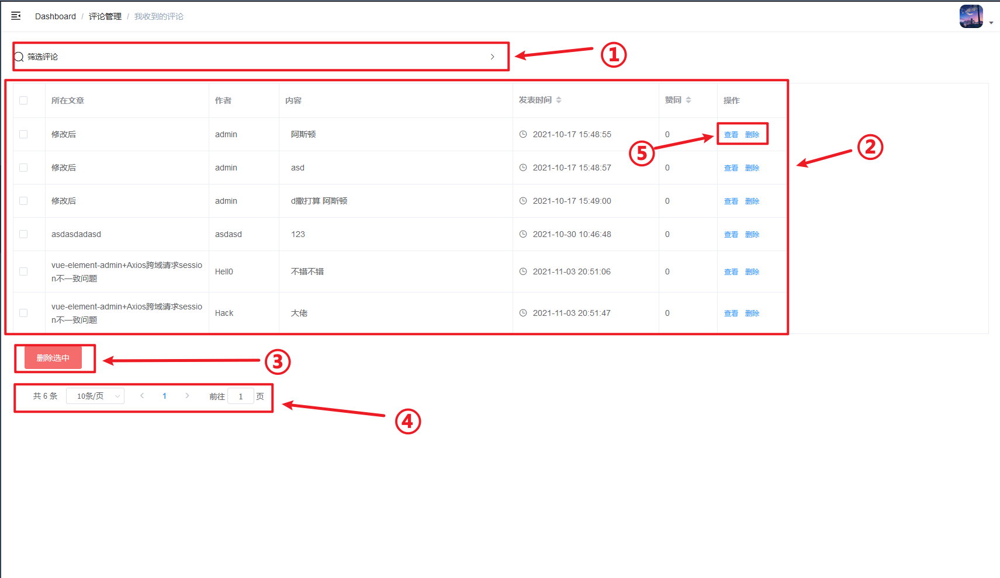 Dashboard / 评论管理 / 我收到的评论
筛选评论
①
所在文章 作者 内容 发表时间 赞同 操作
修改后 admin 阿斯顿 2021-10-17 15:48:55 0 查看 删除
⑤
②
修改后 admin asd 2021-10-17 15:48:57 0 查看 删除
修改后 admin d撒打算 阿斯顿 2021-10-17 15:49:00 0 查看 删除
asdasdadasd asdasd 123 2021-10-30 10:46:48 0 查看 删除
vue-element-admin+Axios跨域请求sessio
n不一致问题 Hell0 不错不错 2021-11-03 20:51:06 0 查看 删除
vue-element-admin+Axios跨域请求sessio
n不一致问题 Hack 大佬 2021-11-03 20:51:47 0 查看 删除
删除选中
③
共 6 条 10条/页 1 前往 1 页
④